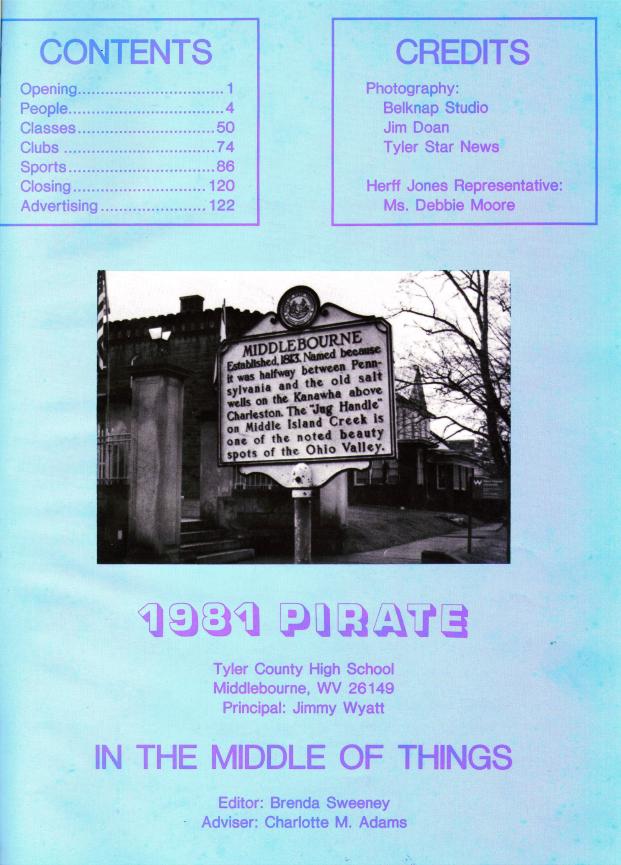 CONTENTS
Opening..............................1
People................................4
Classes............................50
Clubs ..............................74
Sports..............................86
Closing...........................120
Advertising......................122
CREDITS
Photography:
Belknap Studio
Jim Doan
Tyler Star News
Herff Jones Representative:
Ms. Debbie Moore
MIDDLEBOURNE
Established, 1813. Named because
it was halfway between Penn-
sylvania and the old salt
wells on the Kanawha above
Charleston. The "Jug Handle"
on Middle Island Creek is
one of the noted beauty
spots of the Ohio Valley.
1981 PIRATE
Tyler County High School
Middlebourne, WV 26149
Principal: Jimmy Wyatt
IN THE MIDDLE OF THINGS
Editor: Brenda Sweeney
Adviser: Charlotte M. Adams